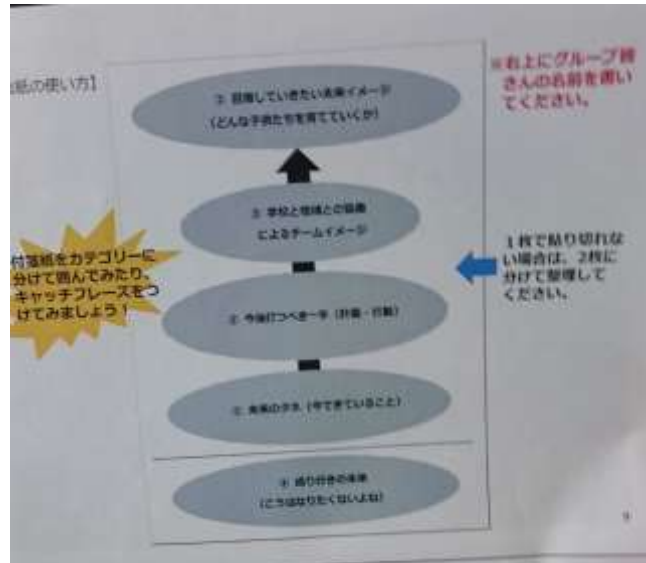 紙の使い方】
※右上にグループ
さんの名前を書い
てください。
目指していきたい未来イメージ
(どんな子供たちを育てていくか)
学校と地域との協働
によるチームイメージ
付箋紙をカテゴリーに
分けて囲んでみたり、
キャッチフレーズをつ
けてみましょう!
1枚で貼り切れな
い場合は、2枚に
分けて整理して
ください。
今後打つべき一手(計画・行動)
未来のタネ(今できていること)
成り行きの未来
(こうはなりたくないよね)
9